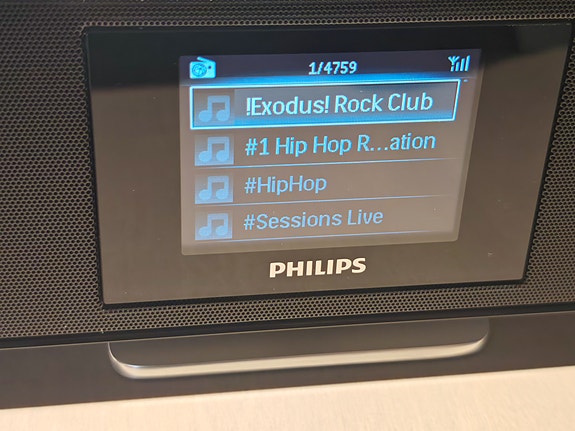 1/4759
!Exodus! Rock Club
#1 Hip Hop R...ation
#HipHop
#Sessions Live
PHILIPS